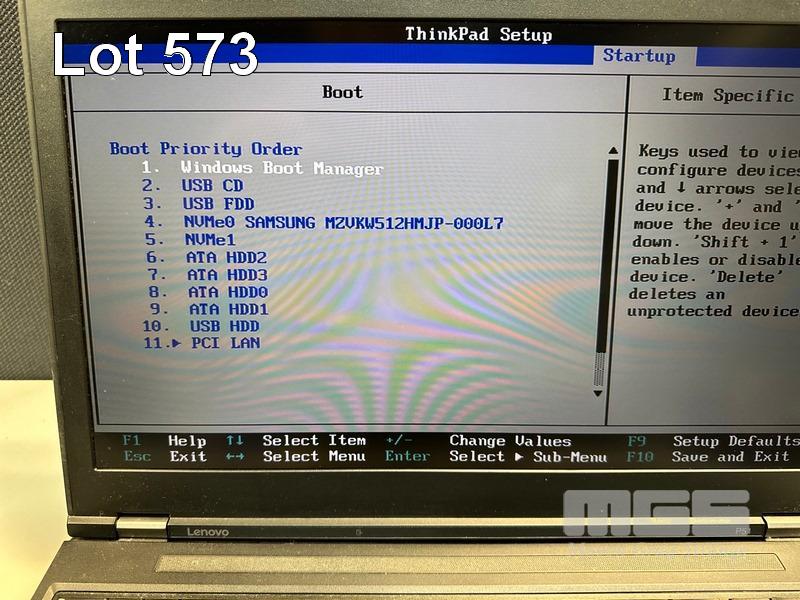 Lot 573
ThinkPad Setup
Startup
Boot
Item Specific
Boot Priority Order
1. Windows Boot Manager
2. USB CD
3. USB FDD
4. NVMe0 SAMSUNG MZVKW512HMJP-000L7
5. NVMe1
6. ATA HDD2
7. ATA HDD3
8. ATA HDD0
9. ATA HDD1
10. USB HDD
11.▶ PCI LAN
Keys used to view
configure devices
and ↓ arrows sele
device. '+' and '
move the device u
down. 'Shift + 1'
enables or disable
device. 'Delete'
deletes an
unprotected device
F1 Help ↑↓ Select Item +/- Change Values F9 Setup Defaults
Esc Exit ←→ Select Menu Enter Select ▶ Sub-Menu F10 Save and Exit
MGS
Lenovo
P51